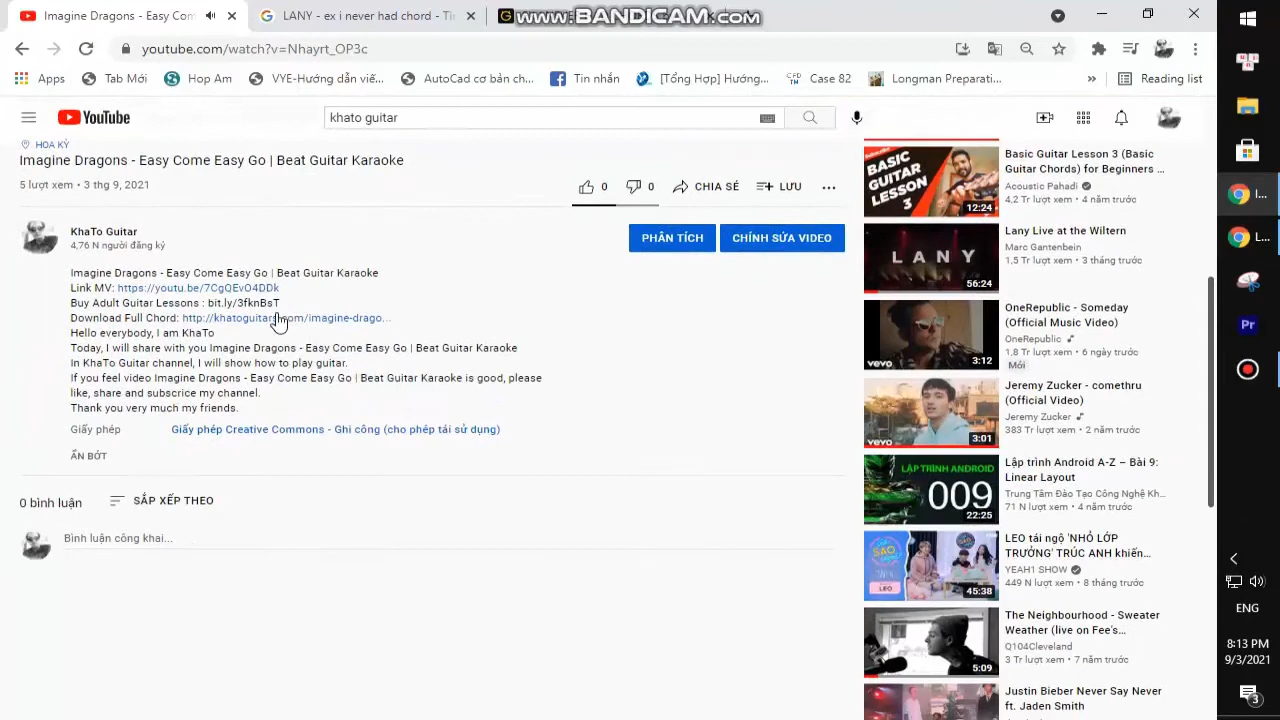 Imagine Dragons - Easy Com
LANY - ex i never had chord - Th
www.BANDICAM.com
youtube.com/watch?v=Nhayrt_OP3c
Apps
Tab Mới
Hop Am
VYE-Hướng dẫn viế...
AutoCad cơ bản ch...
Tin nhắn
[Tổng Hợp] Hướng...
Case 82
Longman Preparati...
»
Reading list
YouTube
khato guitar
HOA KỲ
Imagine Dragons - Easy Come Easy Go | Beat Guitar Karaoke
5 lượt xem • 3 thg 9, 2021
0
0
CHIA SẺ
LƯU
KhaTo Guitar
4,76 N người đăng ký
PHÂN TÍCH
CHỈNH SỬA VIDEO
Imagine Dragons - Easy Come Easy Go | Beat Guitar Karaoke
Link MV: https://youtu.be/7CgQEvO4DDk
Buy Adult Guitar Lessons : bit.ly/3fknBsT
Download Full Chord: http://khatoguitar /imagine-drago...
Hello everybody, I am KhaTo
Today, I will share with you Imagine Dragons - Easy Come Easy Go | Beat Guitar Karaoke
In KhaTo Guitar channel, I will show how to play guitar.
If you feel video Imagine Dragons - Easy Come Easy Go | Beat Guitar Karaoke is good, please
like, share and subscrice my channel.
Thank you very much my friends.
Giấy phép
Giấy phép Creative Commons - Ghi công (cho phép tái sử dụng)
ẨN BỚT
0 bình luận
SẮP XẾP THEO
Bình luận công khai...
BASIC
GUITAR
LESSON
3
12:24
Basic Guitar Lesson 3 (Basic
Guitar Chords) for Beginners ...
Acoustic Pahadi
4,2 Tr lượt xem • 4 năm trước
LANY
56:24
Lany Live at the Wiltern
Marc Gantenbein
1,5 Tr lượt xem • 3 tháng trước
vevo
3:12
OneRepublic - Someday
(Official Music Video)
OneRepublic
1,8 Tr lượt xem • 6 ngày trước
Mới
vevo
3:01
Jeremy Zucker - comethru
(Official Video)
Jeremy Zucker
383 Tr lượt xem • 2 năm trước
LẬP TRÌNH ANDROID
009
22:25
Lập trình Android A-Z – Bài 9:
Linear Layout
Trung Tâm Đào Tạo Công Nghệ Kh...
71 N lượt xem • 4 năm trước
SAO
LEO
45:38
LEO tái ngộ 'NHỎ LỚP
TRƯỞNG' TRÚC ANH khiến...
YEAH1 SHOW
449 N lượt xem • 8 tháng trước
5:09
The Neighbourhood - Sweater
Weather (live on Fee's...
Q104Cleveland
3 Tr lượt xem • 7 năm trước
Justin Bieber Never Say Never
ft. Jaden Smith
I...
L...
Pr
ENG
8:13 PM
9/3/2021
3